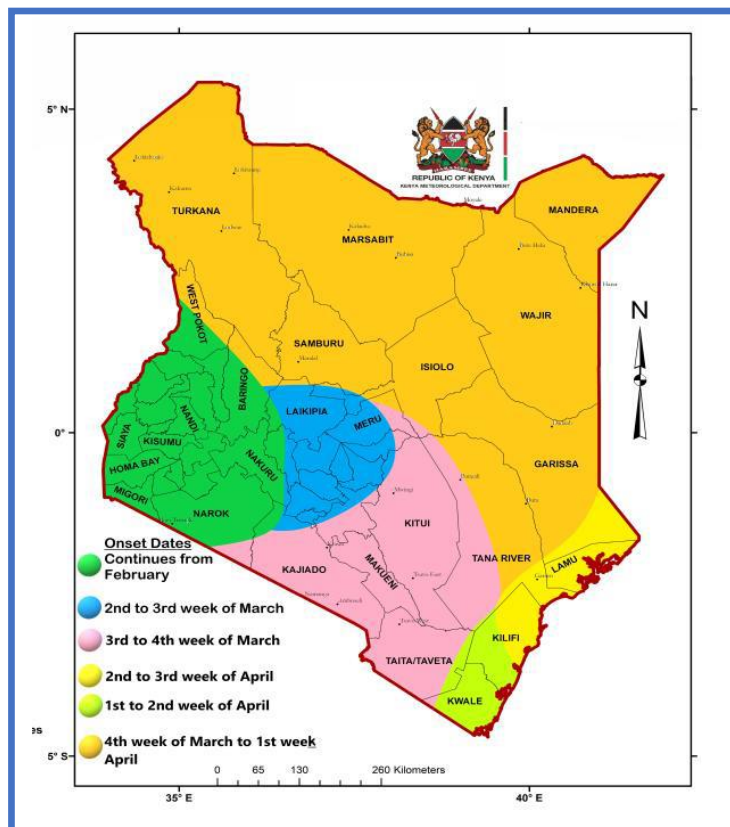 5° N
REPUBLIC OF KENYA
KENYA METEOROLOGICAL DEPARTMENT
MANDERA
TURKANA
MARSABIT
WEST POKOT
WAJIR
N
SAMBURU
ISIOLO
BARINGO
LAIKIPIA
MERU
0°
SIAYA
NANDI
KISUMU
GARISSA
HOMA BAY
NAKURU
MIGORI
NAROK
KITUI
Onset Dates
Continues from
February
TANA RIVER
LAMU
KAJIADO
MAKUENI
2nd to 3rd week of March
3rd to 4th week of March
KILIFI
TAITA/TAVETA
2nd to 3rd week of April
KWALE
1st to 2nd week of April
es
4th week of March to 1st week
April
5° S
0 65 130 260 Kilometers
35° E
40° E